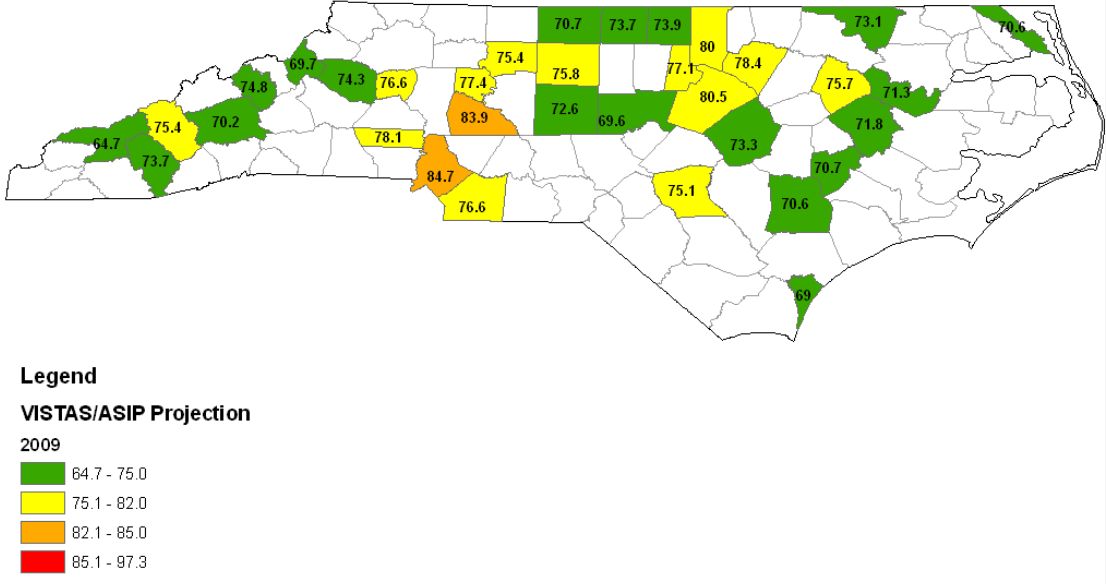 70.7 73.7 73.9 73.1 70.6
80
75.4 78.4
69.7 74.3 76.6 77.4 75.8 77.1 75.7
74.8 80.5 71.3
70.2 83.9 72.6 69.6 71.8
75.4
64.7 78.1 73.3
73.7 70.7
84.7 75.1
76.6 70.6
69
Legend
VISTAS/ASIP Projection
2009
64.7 - 75.0
75.1 - 82.0
82.1 - 85.0
85.1 - 97.3